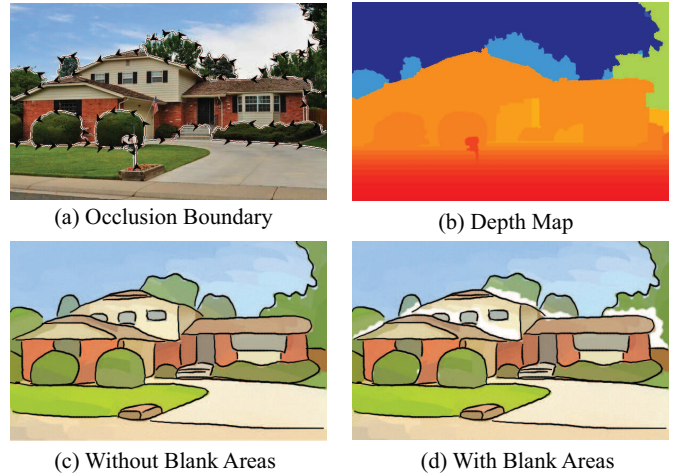 (a) Occlusion Boundary
(b) Depth Map
(c) Without Blank Areas
(d) With Blank Areas